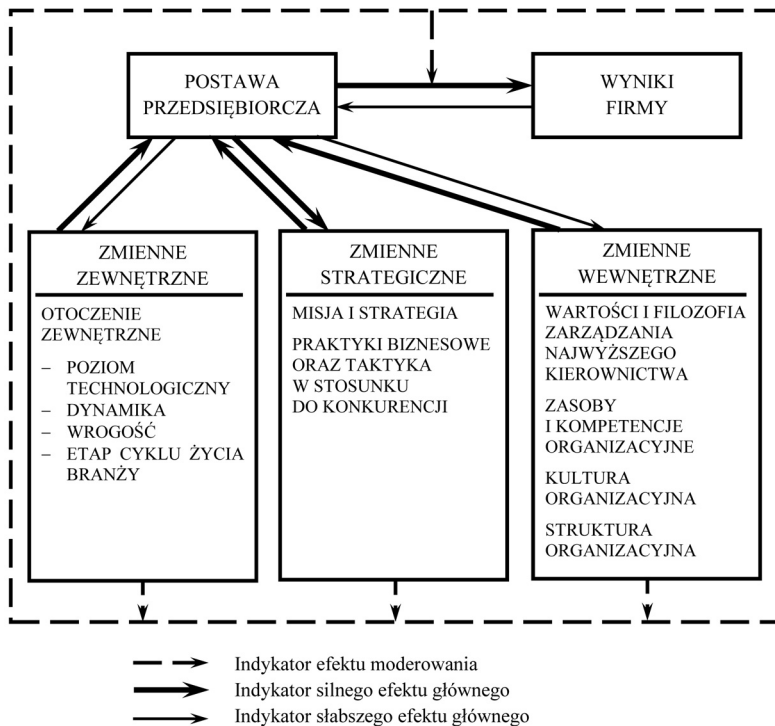 POSTAWA
PRZEDSIĘBIORCZA
WYNIKI
FIRMY
ZMIENNE
ZEWNĘTRZNE
OTOCZENIE
ZEWNĘTRZNE
– POZIOM
TECHNOLOGICZNY
– DYNAMIKA
– WROGOŚĆ
– ETAP CYKLU ŻYCIA
BRANŻY
ZMIENNE
STRATEGICZNE
MISJA I STRATEGIA
PRAKTYKI BIZNESOWE
ORAZ TAKTYKA
W STOSUNKU
DO KONKURENCJI
ZMIENNE
WEWNĘTRZNE
WARTOŚCI I FILOZOFIA
ZARZĄDZANIA
NAJWYŻSZEGO
KIEROWNICTWA
ZASOBY
I KOMPETENCJE
ORGANIZACYJNE
KULTURA
ORGANIZACYJNA
STRUKTURA
ORGANIZACYJNA
Indykator efektu moderowania
Indykator silnego efektu głównego
Indykator słabszego efektu głównego